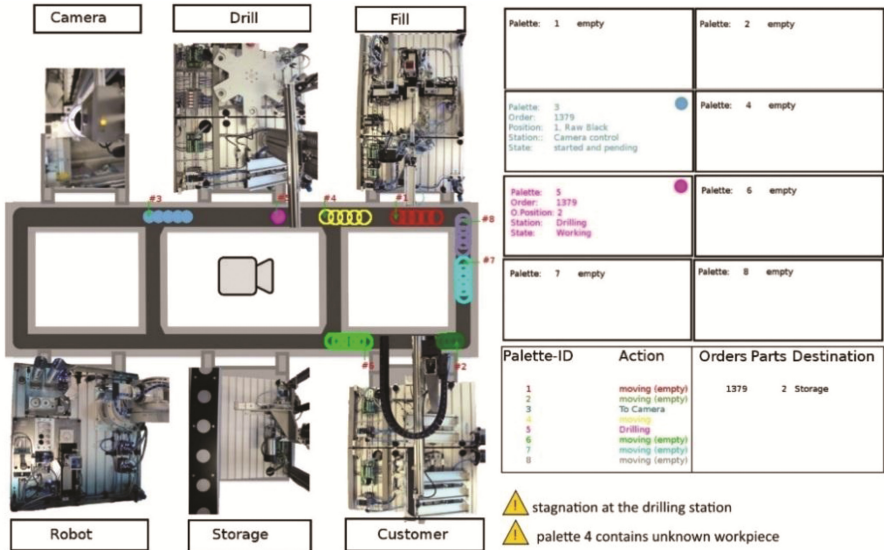 Camera
Drill
Fill
#3
#4
#1
#8
#7
#6
#2
Robot
Storage
Customer
Palette: 1 empty
Palette: 2 empty
Palette: 3
Order: 1379
Position: 1, Raw Black
Station:: Camera control
State: started and pending
Palette: 4 empty
Palette: 5
Order: 1379
O.Position: 2
Station: Drilling
State: Working
Palette: 6 empty
Palette: 7 empty
Palette: 8 empty
Palette-ID Action
1 moving (empty)
2 moving (empty)
3 To Camera
4 moving
5 Drilling
6 moving (empty)
7 moving (empty)
8 moving (empty)
Orders Parts Destination
1379 2 Storage
! stagnation at the drilling station
! palette 4 contains unknown workpiece